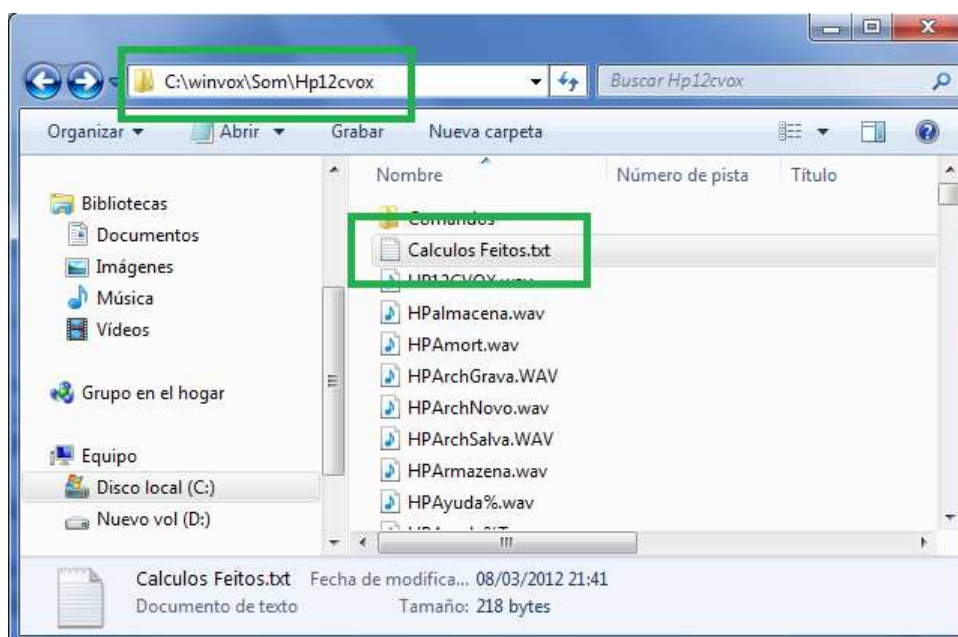 C:\winvox\Som\Hp12cvox
Buscar Hp12cvox
Organizar Abrir Grabar Nueva carpeta
Nombre Número de pista Título
Bibliotecas
Documentos
Imágenes
Música
Vídeos
Grupo en el hogar
Equipo
Disco local (C:)
Nuevo vol (D:)
Comandos
Calculos Feitos.txt
HP12CVOX.wav
HPalmacena.wav
HPAmort.wav
HPArchGrava.WAV
HPArchNovo.wav
HPArchSalva.WAV
HPArmazena.wav
HPAyuda%.wav
Calculos Feitos.txt Fecha de modifica... 08/03/2012 21:41
Documento de texto Tamaño: 218 bytes